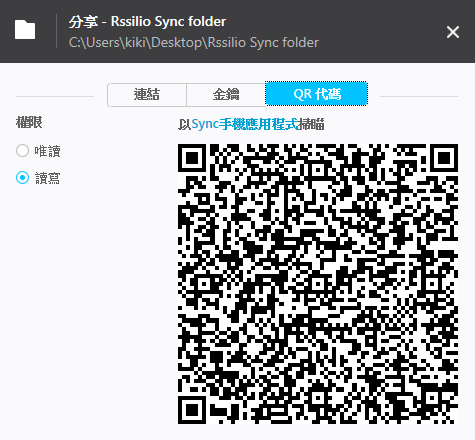 分享 - Rssilio Sync folder
C:\Users\kiki\Desktop\Rssilio Sync folder
連結
金鑰
QR 代碼
權限
以Sync手機應用程式掃瞄
唯讀
讀寫